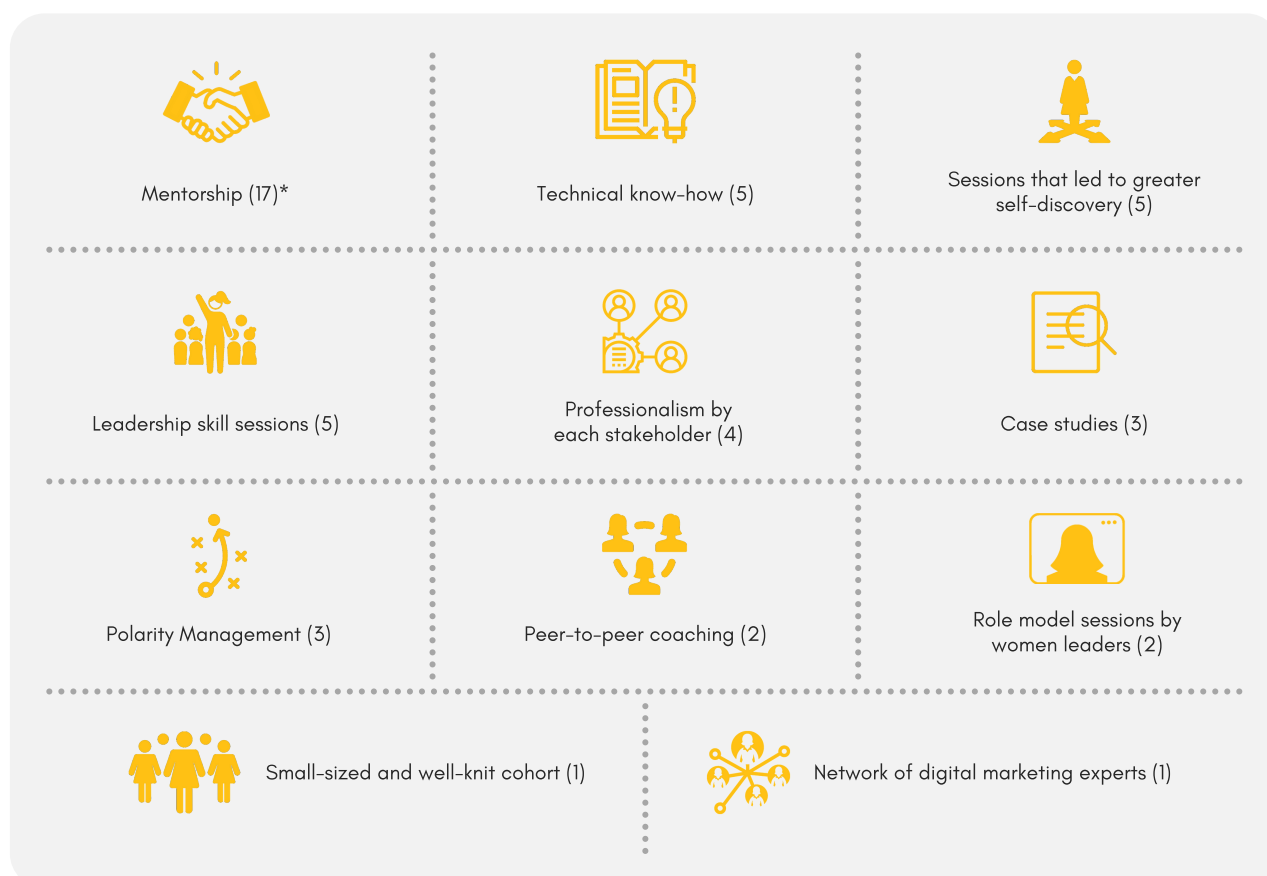 Mentorship (17)*
Technical know-how (5)
Sessions that led to greater
self-discovery (5)
Leadership skill sessions (5)
Professionalism by
each stakeholder (4)
Case studies (3)
Polarity Management (3)
Peer-to-peer coaching (2)
Role model sessions by
women leaders (2)
Small-sized and well-knit cohort (1)
Network of digital marketing experts (1)